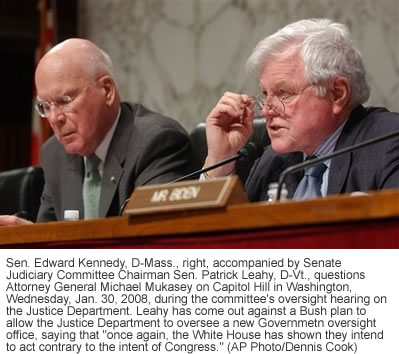 MR. BIDEN
Sen. Edward Kennedy, D-Mass., right, accompanied by Senate
Judiciary Committee Chairman Sen. Patrick Leahy, D-Vt., questions
Attorney General Michael Mukasey on Capitol Hill in Washington,
Wednesday, Jan. 30, 2008, during the committee's oversight hearing on
the Justice Department. Leahy has come out against a Bush plan to
allow the Justice Department to oversee a new Governmetn oversight
office, saying that "once again, the White House has shown they intend
to act contrary to the intent of Congress." (AP Photo/Dennis Cook)